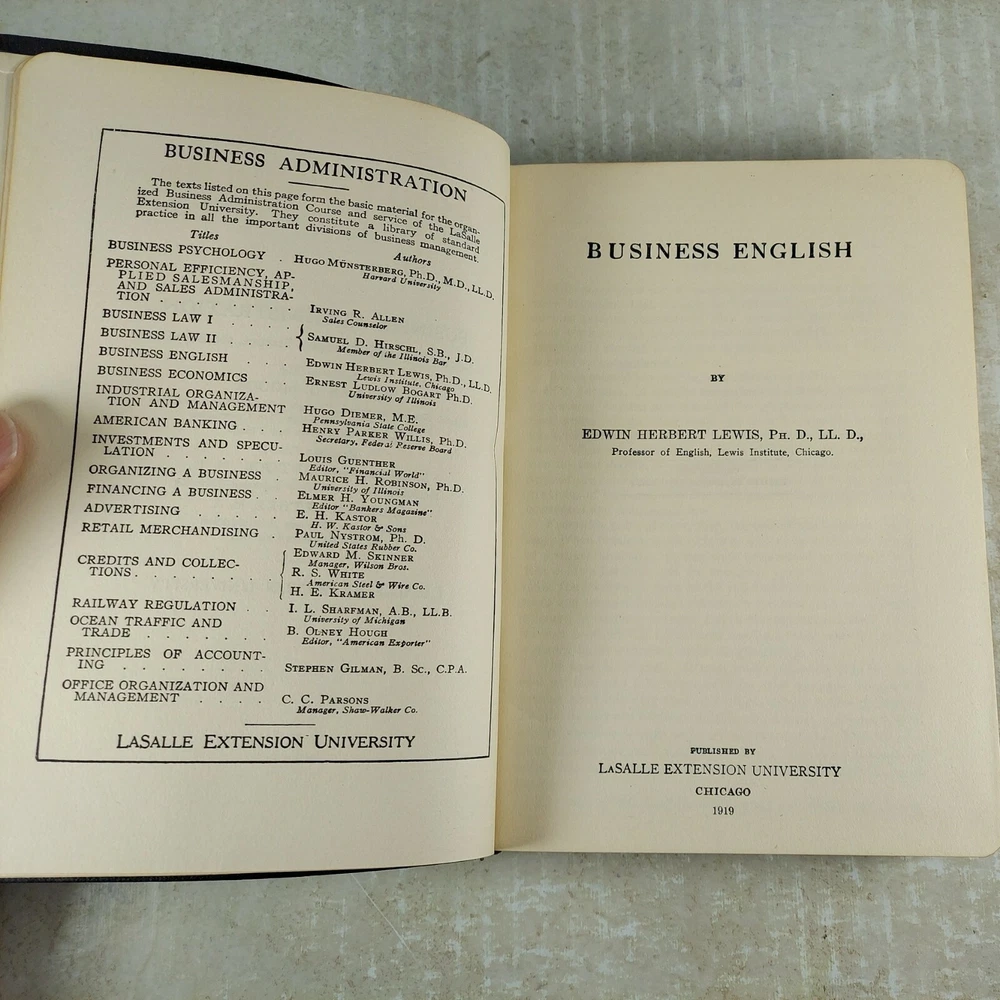 BUSINESS ADMINISTRATION
The texts listed on this page form the basic material for the organ-
ized Business Administration Course and service of the LaSalle
Extension University. They constitute a library of standard
practice in all the important divisions of business management.
Titles Authors
BUSINESS PSYCHOLOGY . HUGO MÜNSTERBERG, Ph.D., M.D., LL.D.
Harvard University
PERSONAL EFFICIENCY, AP-
PLIED SALESMANSHIP,
AND SALES ADMINISTRA-
TION . . . . . . . . IRVING R. ALLEN
Sales Counselor
BUSINESS LAW I . . . .
BUSINESS LAW II . . . . { SAMUEL D. HIRSCHL, S.B., J.D.
Member of the Illinois Bar
BUSINESS ENGLISH . . . EDWIN HERBERT LEWIS, Ph.D., LL.D.
Lewis Institute, Chicago
BUSINESS ECONOMICS . . ERNEST LUDLOW BOGART Ph.D.
University of Illinois
INDUSTRIAL ORGANIZA-
TION AND MANAGEMENT HUGO DIEMER, M.E.
Pennsylvania State College
AMERICAN BANKING . . . HENRY PARKER WILLIS, Ph.D.
Secretary, Federal Reserve Board
INVESTMENTS AND SPECU-
LATION . . . . . . . LOUIS GUENTHER
Editor, "Financial World"
ORGANIZING A BUSINESS . MAURICE H. ROBINSON, Ph.D.
University of Illinois
FINANCING A BUSINESS . . ELMER H. YOUNGMAN
Editor "Bankers Magazine"
ADVERTISING . . . . . E. H. KASTOR
H. W. Kastor & Sons
RETAIL MERCHANDISING . PAUL NYSTROM, Ph. D.
United States Rubber Co.
CREDITS AND COLLEC-
TIONS . . . . . . . . { EDWARD M. SKINNER
Manager, Wilson Bros.
R. S. WHITE
American Steel & Wire Co.
H. E. KRAMER
RAILWAY REGULATION . . I. L. SHARFMAN, A.B., LL.B.
University of Michigan
OCEAN TRAFFIC AND
TRADE . . . . . . . B. OLNEY HOUGH
Editor, "American Exporter"
PRINCIPLES OF ACCOUNT-
ING . . . . . . . . STEPHEN GILMAN, B. Sc., C.P.A.
OFFICE ORGANIZATION AND
MANAGEMENT . . . . C. C. PARSONS
Manager, Shaw-Walker Co.
LASALLE EXTENSION UNIVERSITY
BUSINESS ENGLISH
BY
EDWIN HERBERT LEWIS, PH. D., LL. D.,
Professor of English, Lewis Institute, Chicago.
PUBLISHED BY
LASALLE EXTENSION UNIVERSITY
CHICAGO
1919